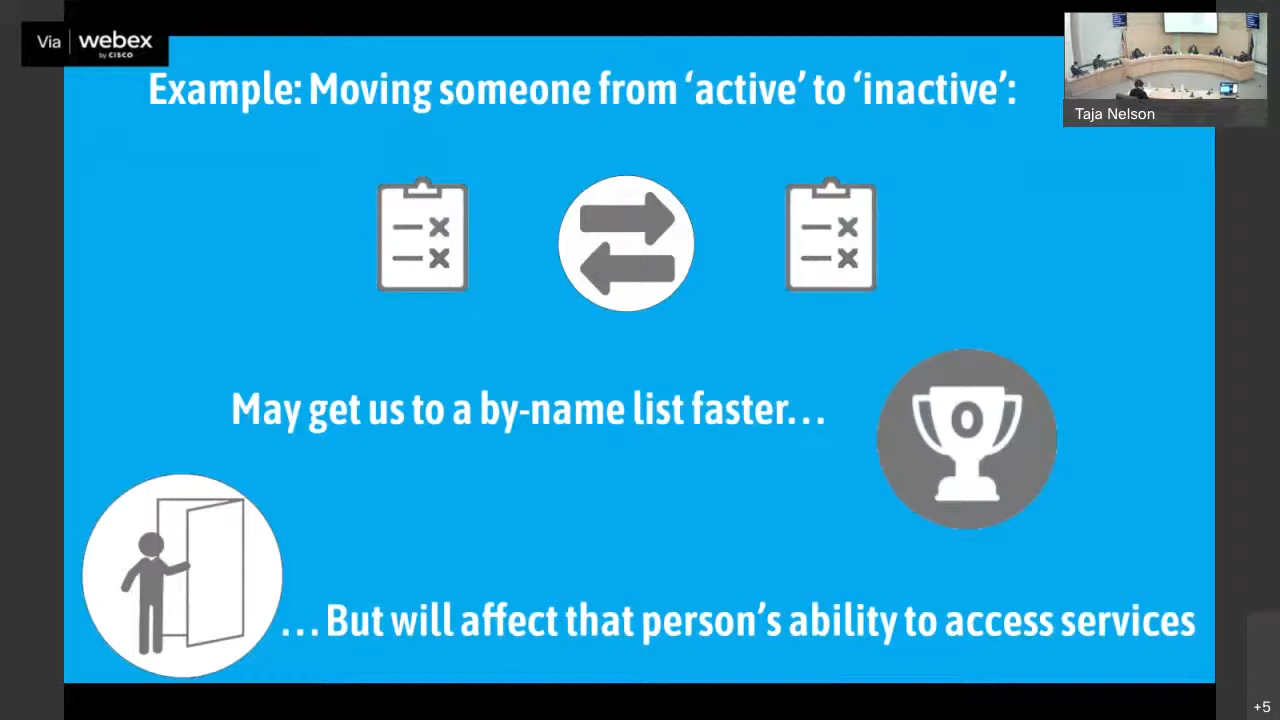 Via webex
by CISCO
Example: Moving someone from ‘active’ to ‘inactive’:
Taja Nelson
May get us to a by-name list faster...
0
...But will affect that person’s ability to access services
+5